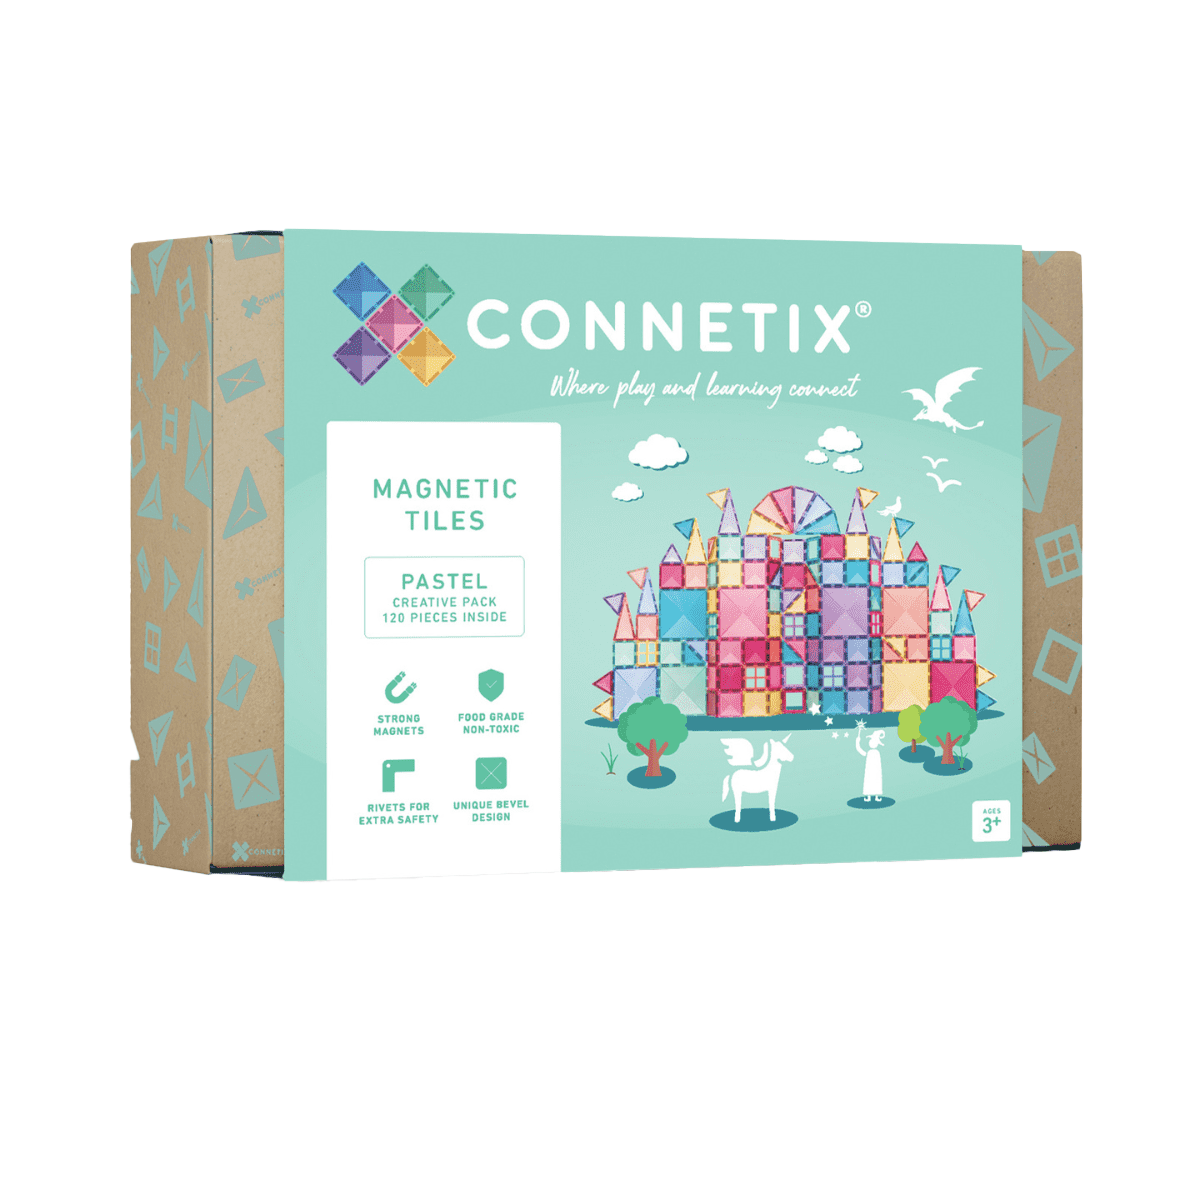 CONNETIX®
Where play and learning connect
MAGNETIC
TILES
PASTEL
CREATIVE PACK
120 PIECES INSIDE
STRONG
MAGNETS
FOOD GRADE
NON-TOXIC
RIVETS FOR
EXTRA SAFETY
UNIQUE BEVEL
DESIGN
AGES
3+